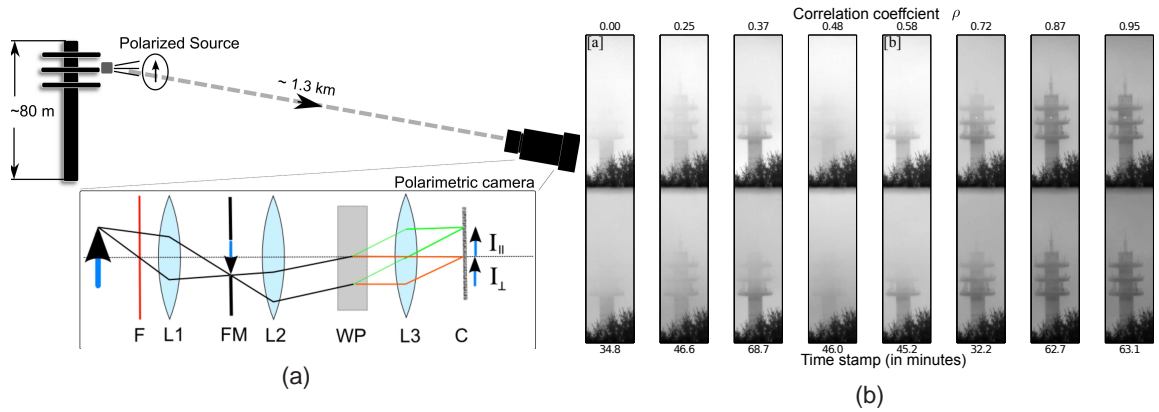 Polarized Source
~80 m
~ 1.3 km
Polarimetric camera
I||
I⊥
F L1 FM L2 WP L3 C
(a)
Correlation coeffcient ρ
0.00 0.25 0.37 0.48 0.58 0.72 0.87 0.95
[a] [b]
34.8 46.6 68.7 46.0 45.2 32.2 62.7 63.1
Time stamp (in minutes)
(b)